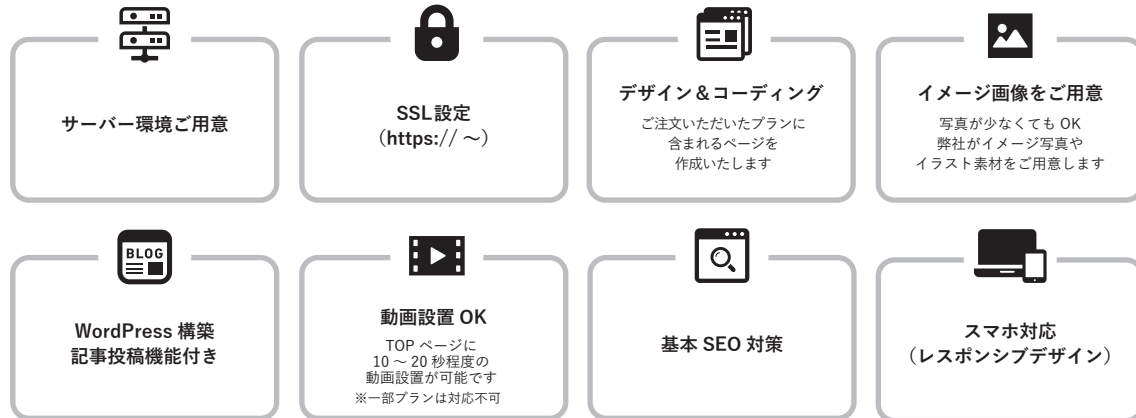 サーバー環境ご用意
SSL設定
（https:// ～）
デザイン＆コーディング
ご注文いただいたプランに
含まれるページを
作成いたします
イメージ画像をご用意
写真が少なくても OK
弊社がイメージ写真や
イラスト素材をご用意します
BLOG
WordPress 構築
記事投稿機能付き
動画設置 OK
TOP ページに
10 ～ 20 秒程度の
動画設置が可能です
※一部プランは対応不可
基本 SEO 対策
スマホ対応
（レスポンシブデザイン）